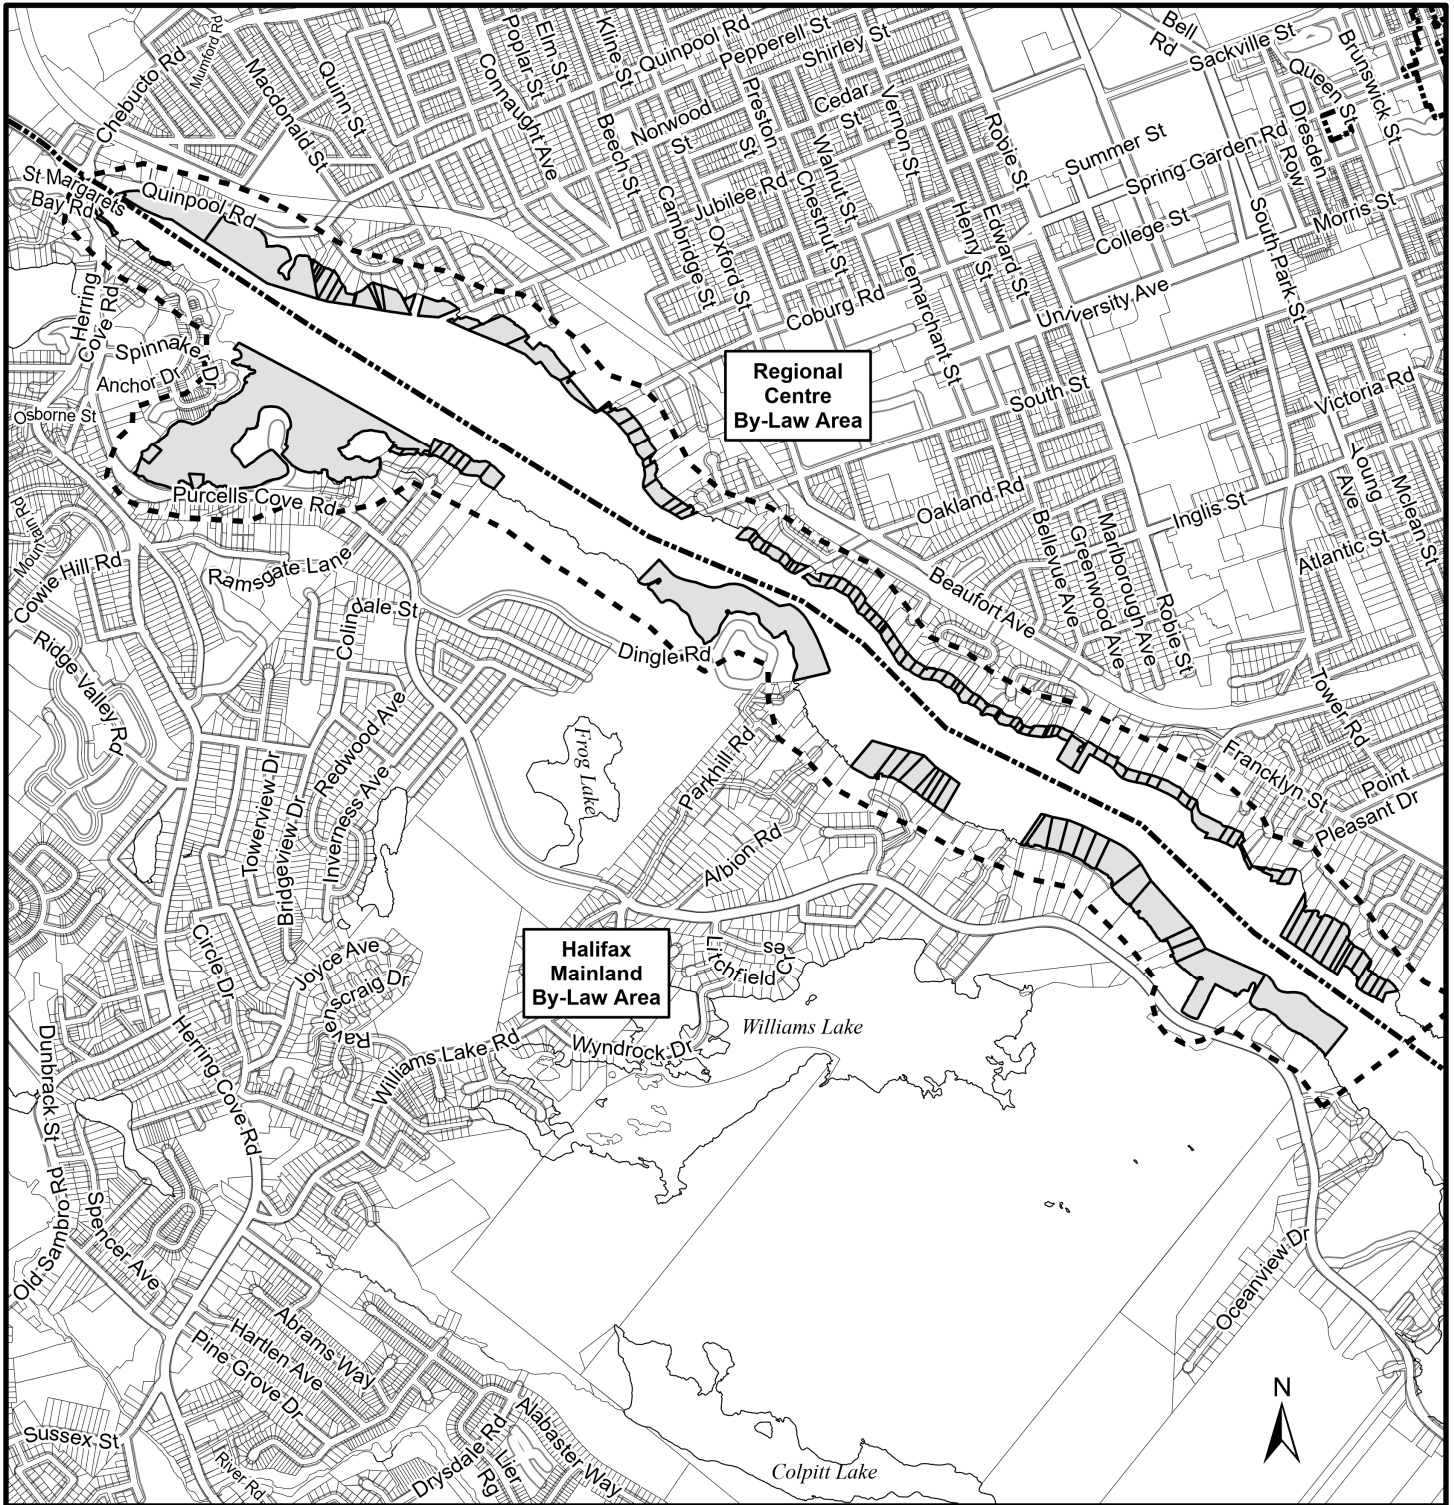 Chebucto Rd
Mumford Rd
Macdonald St
Quinn St
Poplar St
Elm St
Kline St
Connaught Ave
Quinpool Rd
Pepperell St
Shirley St
Bell
Rd
Sackville St
Queen St
Brunswick St
Beech St
Norwood
St
Preston
St
Cedar
St
Vernon St
Walnut St
Chestnut St
Robie St
Summer St
Spring Garden Rd
Dresden
Row
St Margarets
Bay Rd
Quinpool Rd
Cambridge St
Jubilee Rd
Oxford St
Henry St
Edward St
College St
South Park St
Morris St
Herring
Cove Rd
Spinnaker Dr
Anchor Dr
Osborne St
Coburg Rd
Lemarchant St
University Ave
Regional
Centre
By-Law Area
South St
Victoria Rd
Young
Ave
Mclean St
Purcells Cove Rd
Mountain Rd
Cowie Hill Rd
Ramsgate Lane
Oakland Rd
Inglis St
Atlantic St
Bellevie Ave
Greenwood Ave
Marlborough Ave
Robie St
Beaufort Ave
Ridge Valley Rd
Colindale St
Dingle Rd
Tower Rd
Redwood Ave
Towerview Dr
Bridgeview Dr
Inverness Ave
Frog Lake
Parkhill Rd
Albion Rd
Francklyn St
Point
Pleasant Dr
Circle Dr
Joyce Ave
Ravenscraig Dr
Halifax
Mainland
By-Law Area
Litchfield Cres
Williams Lake
Dunbrack St
Herring Cove Rd
Williams Lake Rd
Wyndrock Dr
Old Sambro Rd
Spencer Ave
Oceanview Dr
Abrams Way
Hartlen Ave
Pine Grove Dr
Sussex St
River Rd
Drysdale Rd
Lier
Rg
Alabaster Way
Colpitt Lake
N